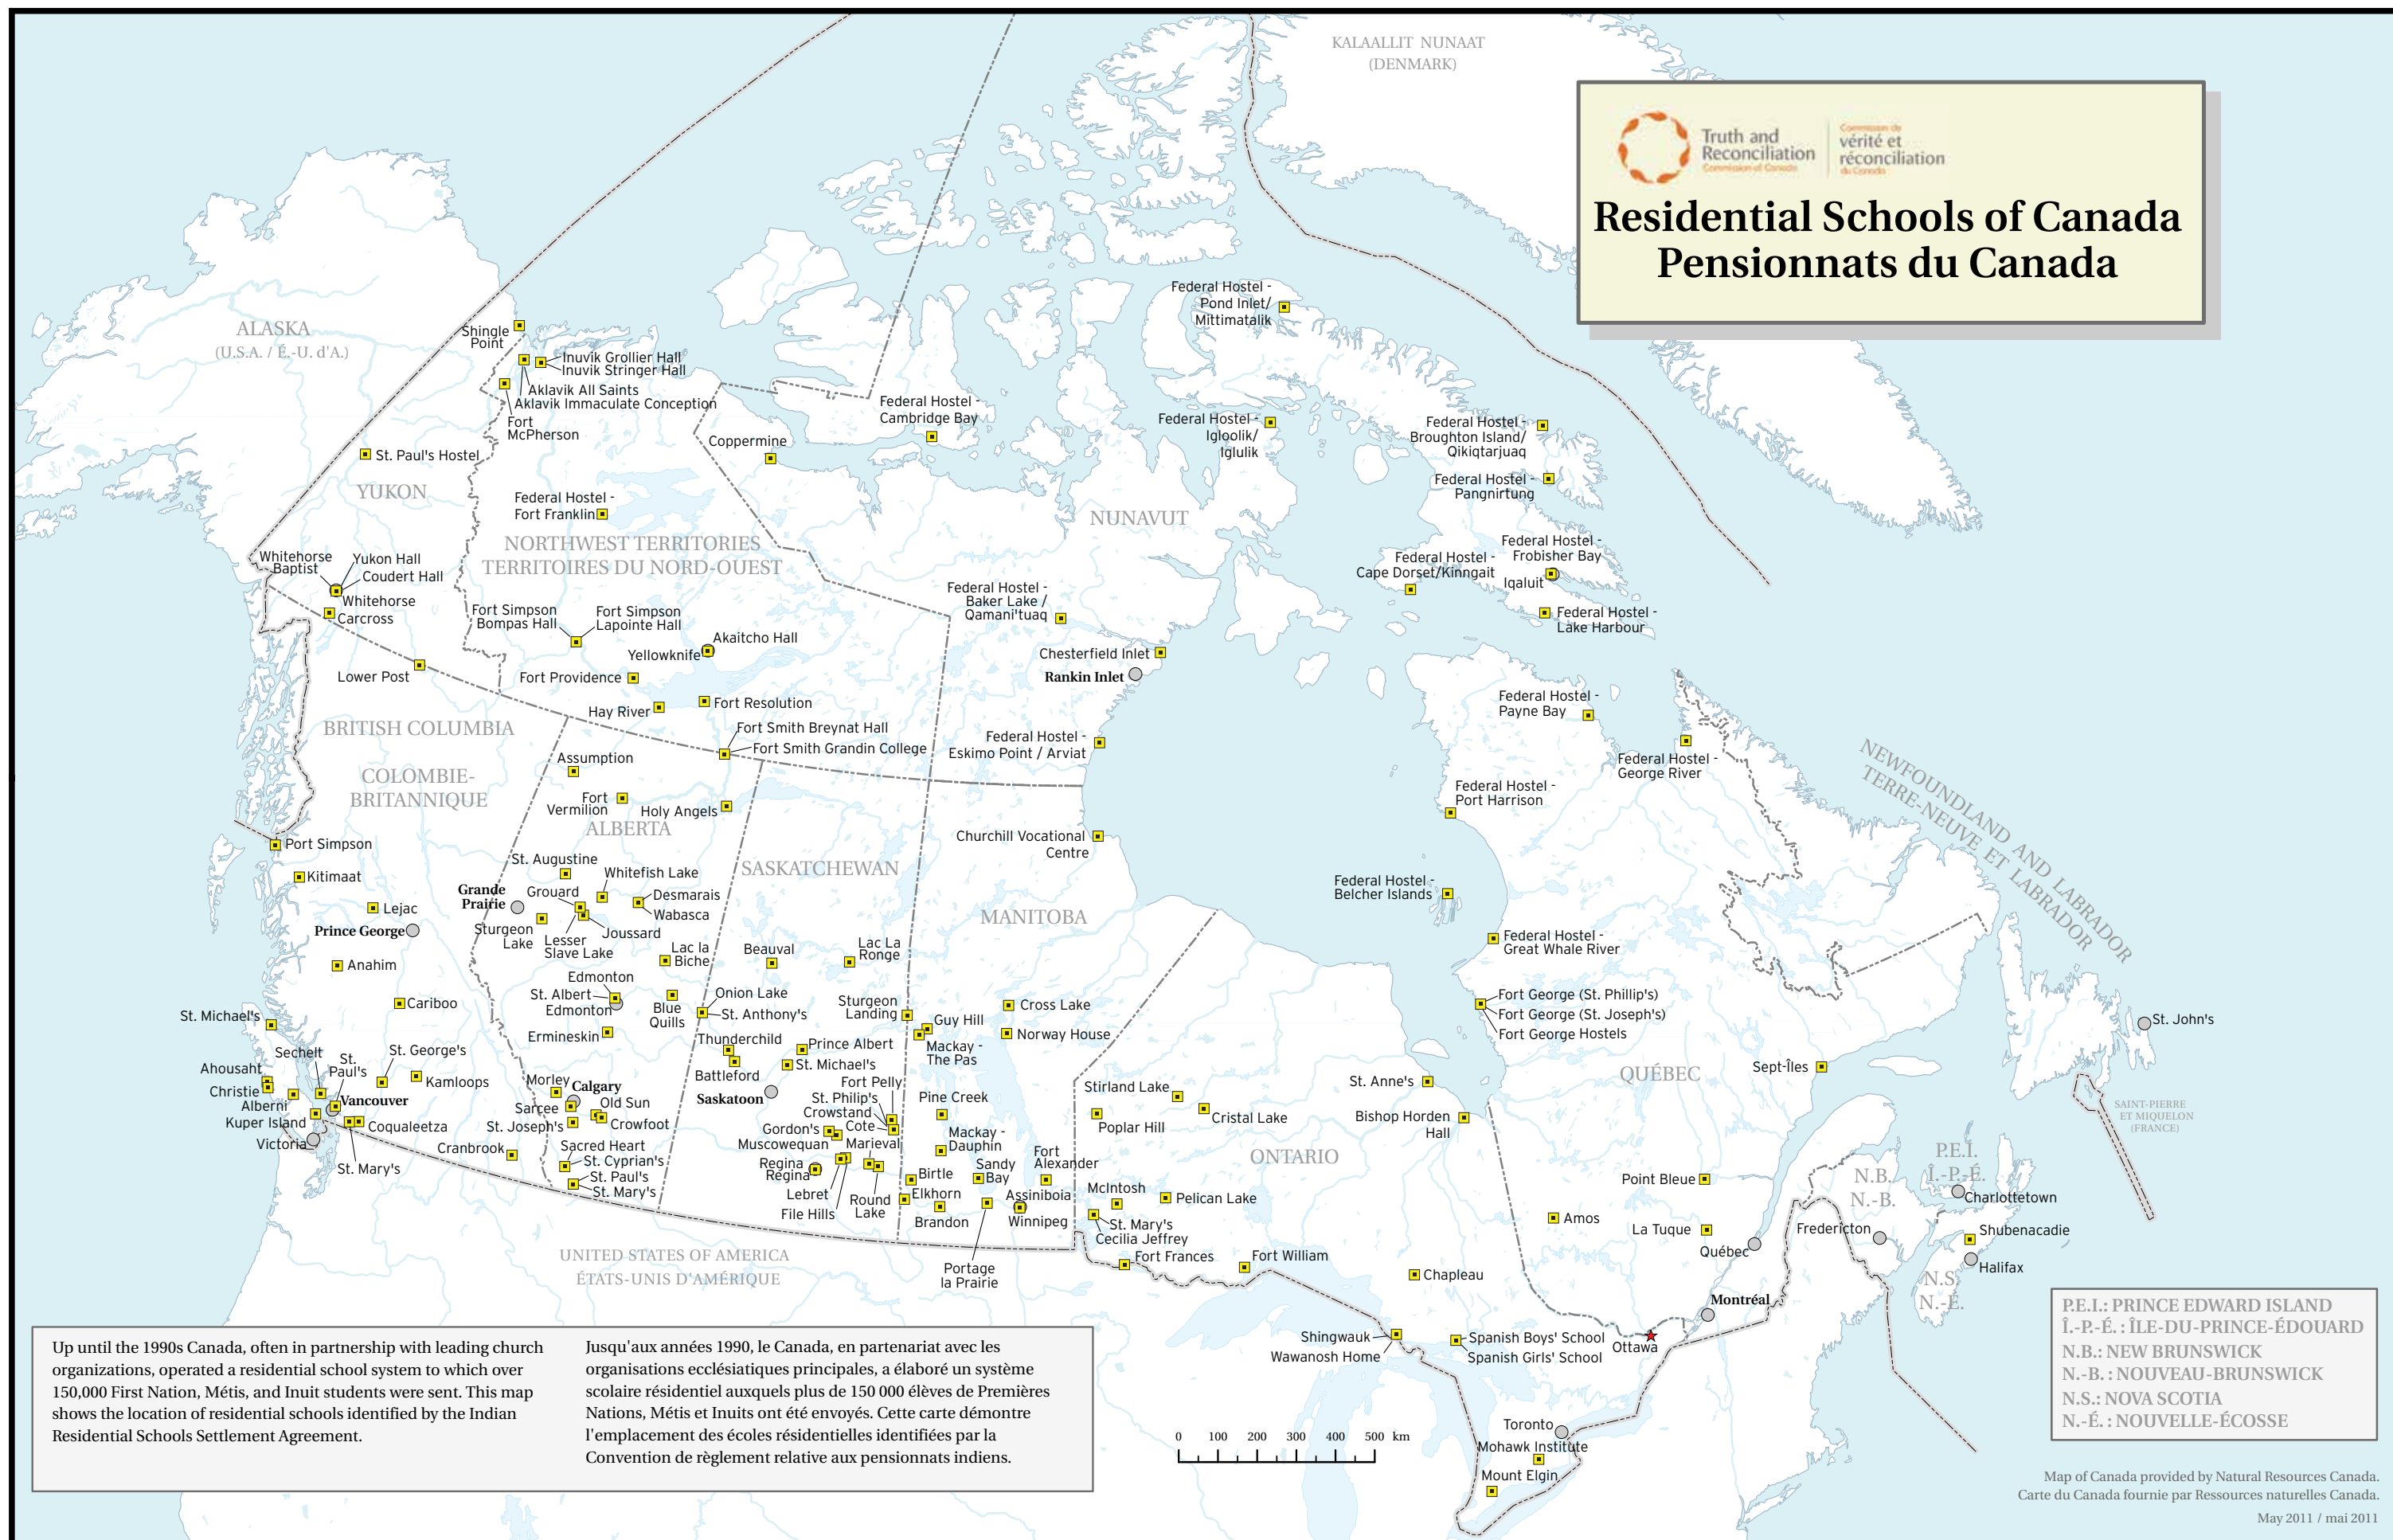 KALAALLIT NUNAAT
(DENMARK)
Truth and
Reconciliation
Commission of Canada
Commission de
vérité et
réconciliation
du Canada
Residential Schools of Canada
Pensionnats du Canada
ALASKA
(U.S.A. / É.-U. d'A.)
Shingle
Point
Inuvik Grollier Hall
Inuvik Stringer Hall
Aklavik All Saints
Aklavik Immaculate Conception
Fort
McPherson
St. Paul's Hostel
YUKON
Federal Hostel -
Pond Inlet/
Mittimatalik
Federal Hostel -
Cambridge Bay
Coppermine
Federal Hostel -
Igloolik/
Iglulik
Federal Hostel -
Broughton Island/
Qikiqtarjuaq
Federal Hostel -
Pangnirtung
Federal Hostel -
Fort Franklin
NORTHWEST TERRITORIES
TERRITOIRES DU NORD-OUEST
NUNAVUT
Federal Hostel -
Frobisher Bay
Iqaluit
Federal Hostel -
Cape Dorset/Kinngait
Federal Hostel -
Lake Harbour
Whitehorse
Baptist
Yukon Hall
Coudert Hall
Whitehorse
Carcross
Lower Post
Fort Simpson
Bompas Hall
Fort Simpson
Lapointe Hall
Akaitcho Hall
Yellowknife
Fort Providence
Hay River
Fort Resolution
Fort Smith Breynat Hall
Fort Smith Grandin College
Federal Hostel -
Baker Lake /
Qamani'tuaq
Chesterfield Inlet
Rankin Inlet
Federal Hostel -
Eskimo Point / Arviat
Federal Hostel -
Payne Bay
Federal Hostel -
George River
Federal Hostel -
Port Harrison
NEWFOUNDLAND AND LABRADOR
TERRE-NEUVE ET LABRADOR
BRITISH COLUMBIA
COLOMBIE-
BRITANNIQUE
Assumption
Fort
Vermilion
Holy Angels
ALBERTA
SASKATCHEWAN
Churchill Vocational
Centre
MANITOBA
Federal Hostel -
Belcher Islands
Federal Hostel -
Great Whale River
Port Simpson
Kitimaat
Lejac
Prince George
Anahim
Cariboo
St. Michael's
Sechelt
St.
Paul's
St. George's
Kamloops
Ahousaht
Christie
Alberni
Kuper Island
Victoria
Vancouver
Coqualeetza
St. Mary's
Cranbrook
St. Augustine
Whitefish Lake
Grande
Prairie
Grouard
Desmarais
Wabasca
Sturgeon
Lake
Lesser
Slave Lake
Joussard
Lac la
Biche
Edmonton
St. Albert
Edmonton
Blue
Quills
Ermineskin
Morley
Calgary
Sarcee
Old Sun
St. Joseph's
Crowfoot
Sacred Heart
St. Cyprian's
St. Paul's
St. Mary's
Beauval
Lac La
Ronge
Onion Lake
St. Anthony's
Sturgeon
Landing
Thunderchild
Prince Albert
Battleford
St. Michael's
Saskatoon
Fort Pelly
St. Philip's
Crowstand
Cote
Gordon's
Muscowequan
Marieval
Regina
Regina
Lebret
File Hills
Round
Lake
Cross Lake
Guy Hill
Norway House
Mackay -
The Pas
Pine Creek
Mackay -
Dauphin
Fort
Alexander
Sandy
Bay
Birtle
Elkhorn
Assiniboia
Brandon
Winnipeg
Portage
la Prairie
Stirland Lake
Cristal Lake
Poplar Hill
ONTARIO
McIntosh
Pelican Lake
St. Mary's
Cecilia Jeffrey
Fort Frances
Fort William
St. Anne's
Bishop Horden
Hall
Chapleau
Shingwauk
Wawanosh Home
Spanish Boys' School
Spanish Girls' School
Ottawa
Toronto
Mohawk Institute
Mount Elgin
Fort George (St. Phillip's)
Fort George (St. Joseph's)
Fort George Hostels
QUÉBEC
Sept-Îles
Point Bleue
Amos
La Tuque
Québec
Montréal
St. John's
SAINT-PIERRE
ET MIQUELON
(FRANCE)
P.E.I.
Î.-P.-É.
Charlottetown
N.B.
N.-B.
Fredericton
Shubenacadie
Halifax
N.S.
N.-É.
UNITED STATES OF AMERICA
ÉTATS-UNIS D'AMÉRIQUE
Up until the 1990s Canada, often in partnership with leading church
organizations, operated a residential school system to which over
150,000 First Nation, Métis, and Inuit students were sent. This map
shows the location of residential schools identified by the Indian
Residential Schools Settlement Agreement.
Jusqu'aux années 1990, le Canada, en partenariat avec les
organisations ecclésiatiques principales, a élaboré un système
scolaire résidentiel auxquels plus de 150 000 élèves de Premières
Nations, Métis et Inuits ont été envoyés. Cette carte démontre
l'emplacement des écoles résidentielles identifiées par la
Convention de règlement relative aux pensionnats indiens.
0 100 200 300 400 500 km
P.E.I.: PRINCE EDWARD ISLAND
Î.-P.-É. : ÎLE-DU-PRINCE-ÉDOUARD
N.B.: NEW BRUNSWICK
N.-B. : NOUVEAU-BRUNSWICK
N.S.: NOVA SCOTIA
N.-É. : NOUVELLE-ÉCOSSE
Map of Canada provided by Natural Resources Canada.
Carte du Canada fournie par Ressources naturelles Canada.
May 2011 / mai 2011